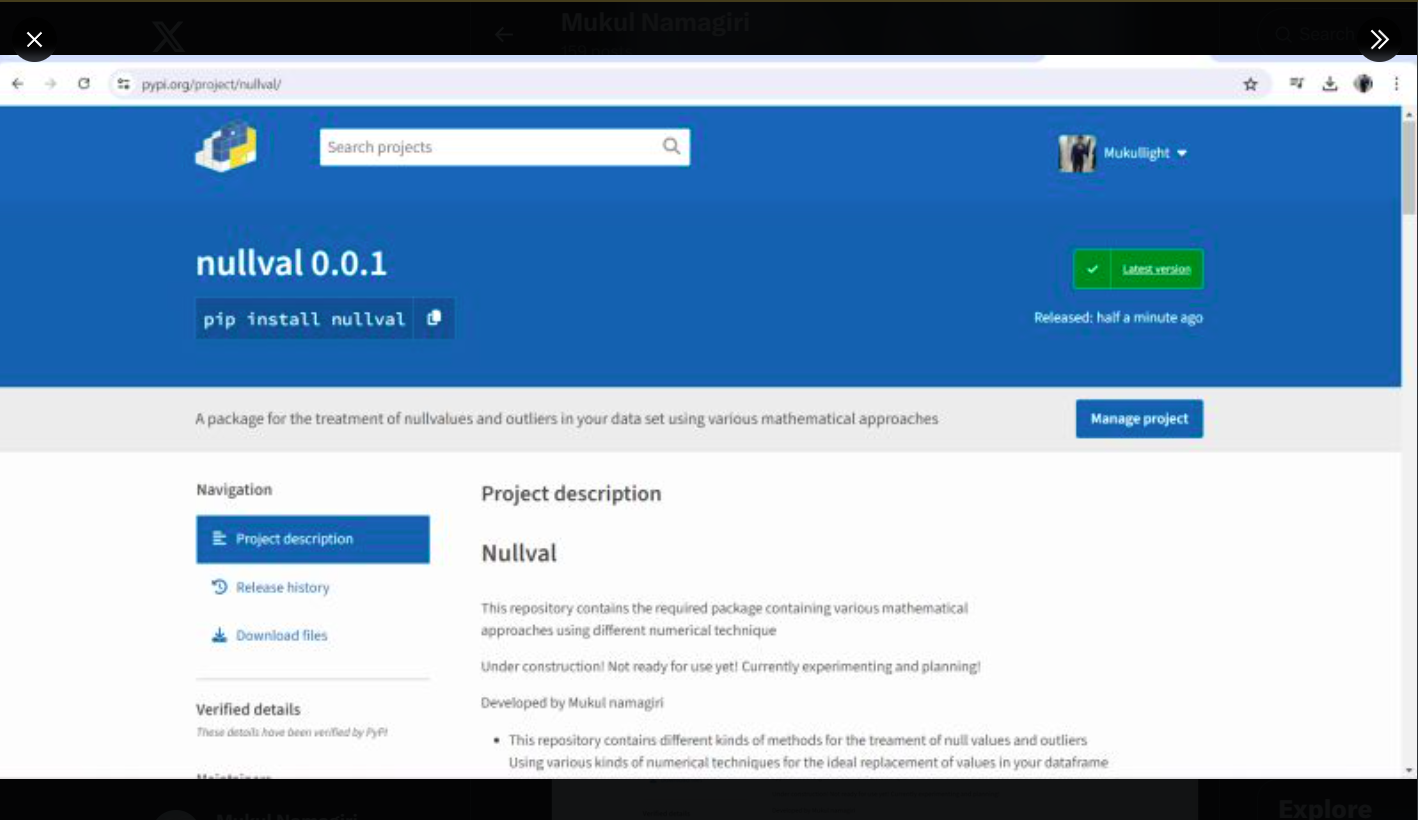 Mukul Namagiri
Search
pypi.org/project/nullval/
Search projects
Mukullight
nullval 0.0.1
Latest version
pip install nullval
Released: half a minute ago
A package for the treatment of nullvalues and outliers in your data set using various mathematical approaches
Manage project
Navigation
Project description
Project description
Nullval
Release history
This repository contains the required package containing various mathematical
approaches using different numerical technique
Download files
Under construction! Not ready for use yet! Currently experimenting and planning!
Developed by Mukul namagiri
Verified details
These details have been verified by PyPI
• This repository contains different kinds of methods for the treament of null values and outliers
Using various kinds of numerical techniques for the ideal replacement of values in your dataframe
Maintainers
Mukul Namagiri
Explore